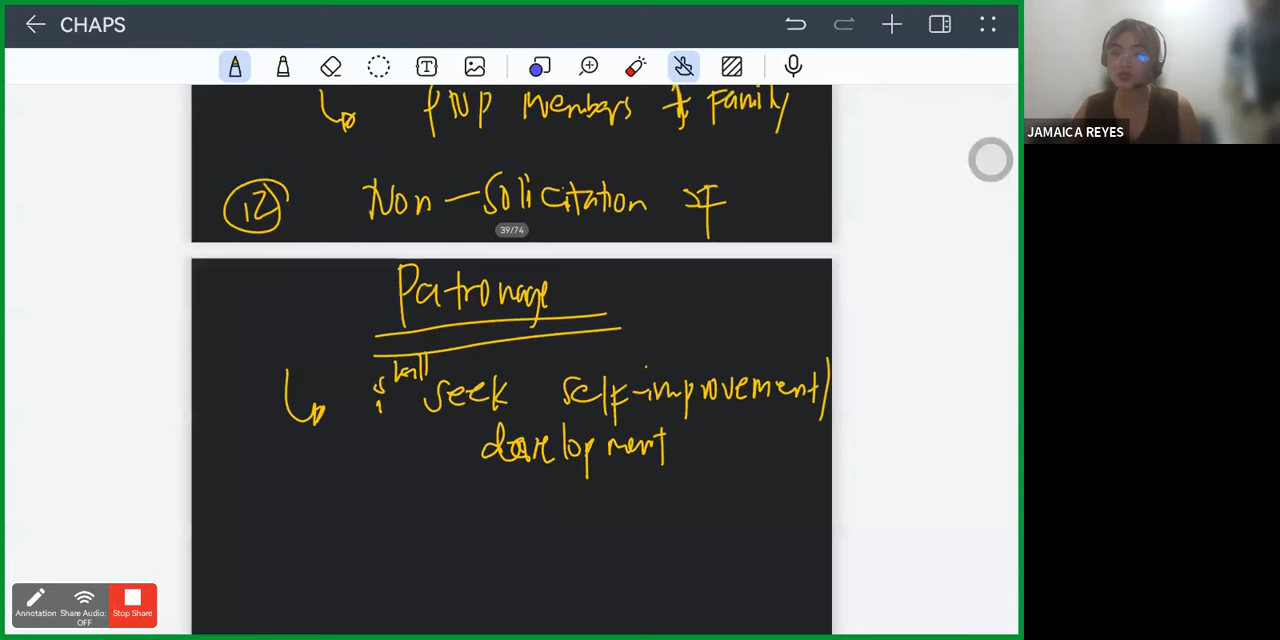 CHAPS
PNP members & Family
12 Non-Solicitation of
39/74
Patronage
shall
seek self-improvement/
development
JAMAICA REYES
Annotation
Share Audio: OFF
Stop Share